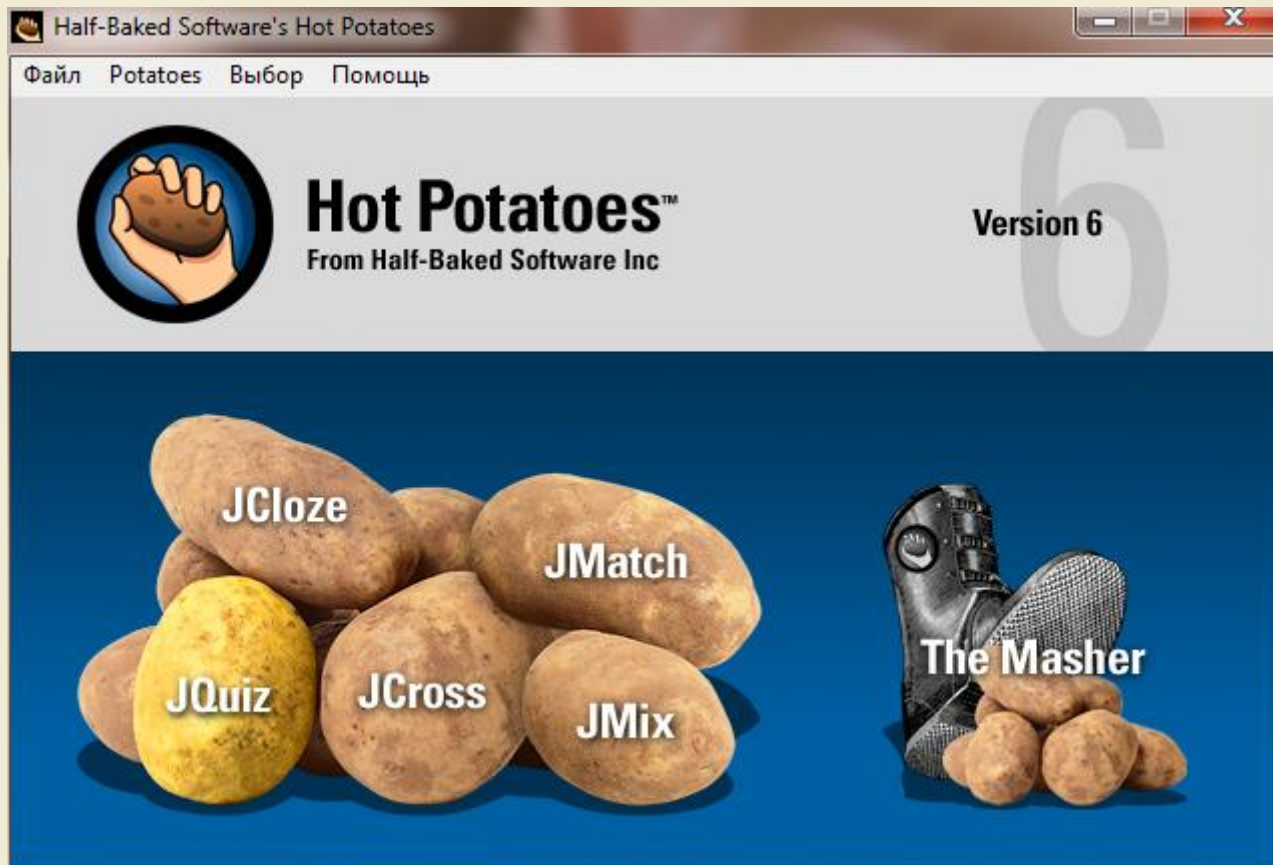 Half-Baked Software's Hot Potatoes
Файл Potatoes Выбор Помощь
Hot Potatoes™
From Half-Baked Software Inc
6
Version 6
JCloze
JMatch
JQuiz
JCross
JMix
The Masher